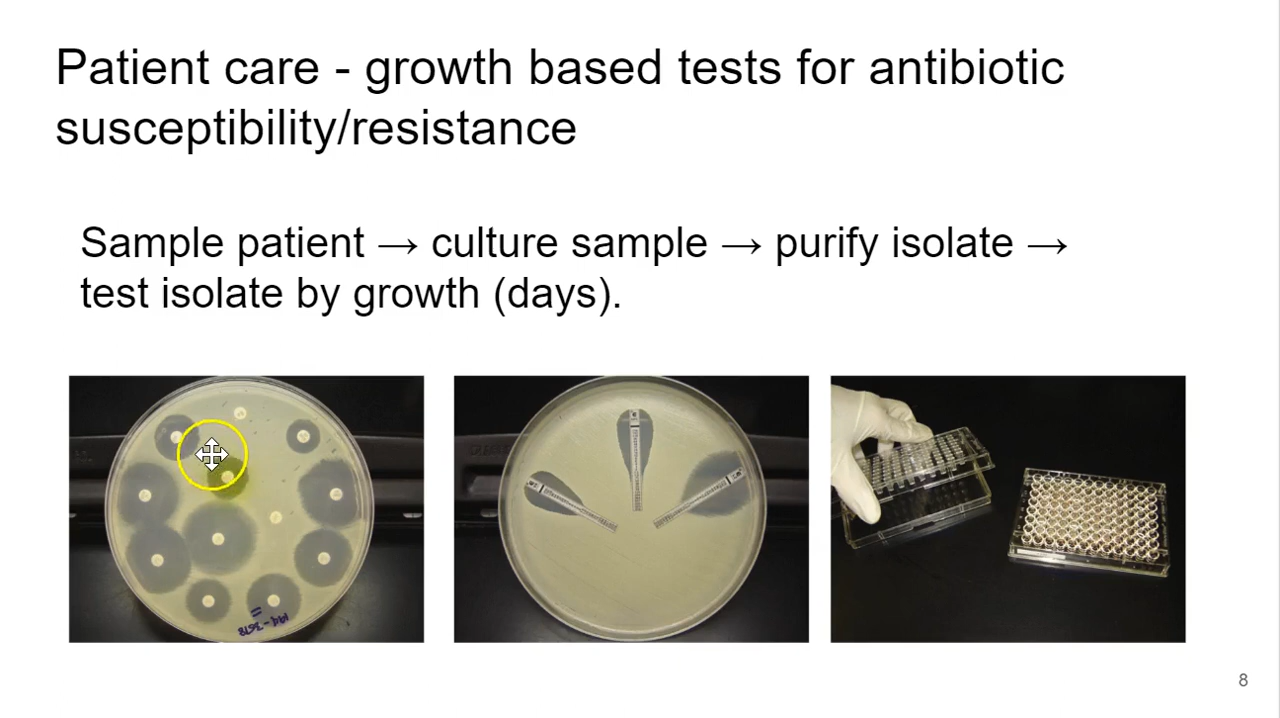 Patient care - growth based tests for antibiotic
susceptibility/resistance
Sample patient → culture sample → purify isolate →
test isolate by growth (days).
8